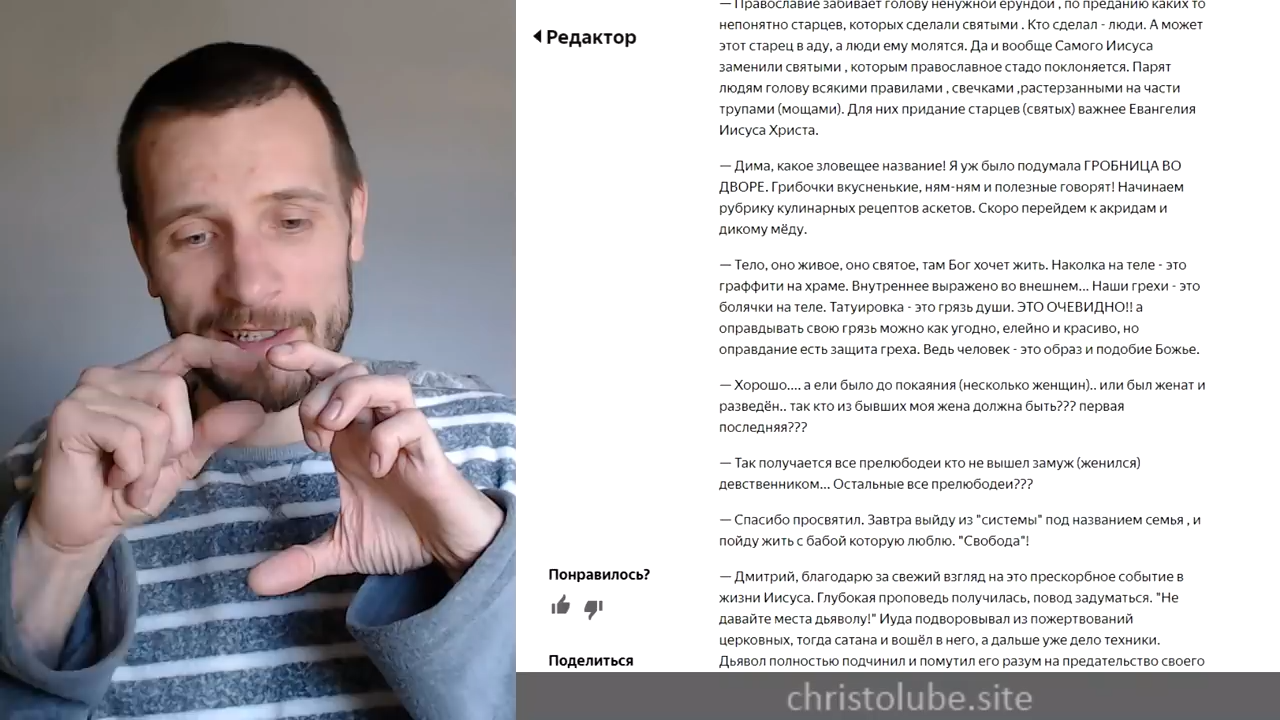 — Православие забивает голову ненужной ерундой , по преданию каких то
непонятно старцев, которых сделали святыми . Кто сделал - люди. А может
этот старец в аду, а люди ему молятся. Да и вообще Самого Иисуса
заменили святыми , которым православное стадо поклоняется. Парят
людям голову всякими правилами , свечками ,растерзанными на части
трупами (мощами). Для них придание старцев (святых) важнее Евангелия
Иисуса Христа.
Редактор
— Дима, какое зловещее название! Я уж было подумала ГРОБНИЦА ВО
ДВОРЕ. Грибочки вкусненькие, ням-ням и полезные говорят! Начинаем
рубрику кулинарных рецептов аскетов. Скоро перейдем к акридам и
дикому мёду.
— Тело, оно живое, оно святое, там Бог хочет жить. Наколка на теле - это
граффити на храме. Внутреннее выражено во внешнем... Наши грехи - это
болячки на теле. Татуировка - это грязь души. ЭТО ОЧЕВИДНО!! а
оправдывать свою грязь можно как угодно, елейно и красиво, но
оправдание есть защита греха. Ведь человек - это образ и подобие Божье.
— Хорошо.... а ели было до покаяния (несколько женщин).. или был женат и
разведён.. так кто из бывших моя жена должна быть??? первая
последняя???
— Так получается все прелюбодеи кто не вышел замуж (женился)
девственником... Остальные все прелюбодеи???
— Спасибо просвятил. Завтра выйду из "системы" под названием семья , и
пойду жить с бабой которую люблю. "Свобода"!
Понравилось?
— Дмитрий, благодарю за свежий взгляд на это прескорбное событие в
жизни Иисуса. Глубокая проповедь получилась, повод задуматься. "Не
давайте места дьяволу!" Иуда подворовывал из пожертвований
церковных, тогда сатана и вошёл в него, а дальше уже дело техники.
Дьявол полностью подчинил и помутил его разум на предательство своего
Поделиться
christolube.site